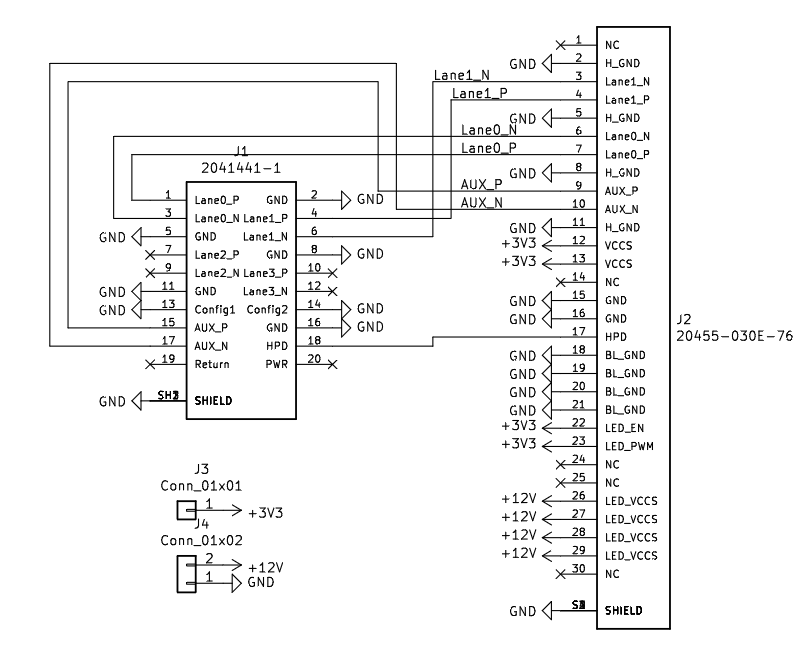 1 NC
GND 2 H_GND
Lane1_N 3 Lane1_N
Lane1_P 4 Lane1_P
GND 5 H_GND
Lane0_N 6 Lane0_N
Lane0_P 7 Lane0_P
GND 8 H_GND
AUX_P 9 AUX_P
AUX_N 10 AUX_N
GND 11 H_GND
+3V3 12 VCCS
+3V3 13 VCCS
14 NC
GND 15 GND
GND 16 GND
17 HPD
GND 18 BL_GND
GND 19 BL_GND
GND 20 BL_GND
GND 21 BL_GND
+3V3 22 LED_EN
+3V3 23 LED_PWM
24 NC
25 NC
+12V 26 LED_VCCS
+12V 27 LED_VCCS
+12V 28 LED_VCCS
+12V 29 LED_VCCS
30 NC
GND SHIELD
J2
20455-030E-76
J1
2041441-1
1 Lane0_P GND 2 GND
3 Lane0_N Lane1_P 4
GND 5 GND Lane1_N 6
7 Lane2_P GND 8 GND
9 Lane2_N Lane3_P 10
GND 11 GND Lane3_N 12
GND 13 Config1 Config2 14 GND
15 AUX_P GND 16 GND
17 AUX_N HPD 18
19 Return PWR 20
GND SHIELD
J3
Conn_01x01
1 +3V3
J4
Conn_01x02
2 +12V
1 GND